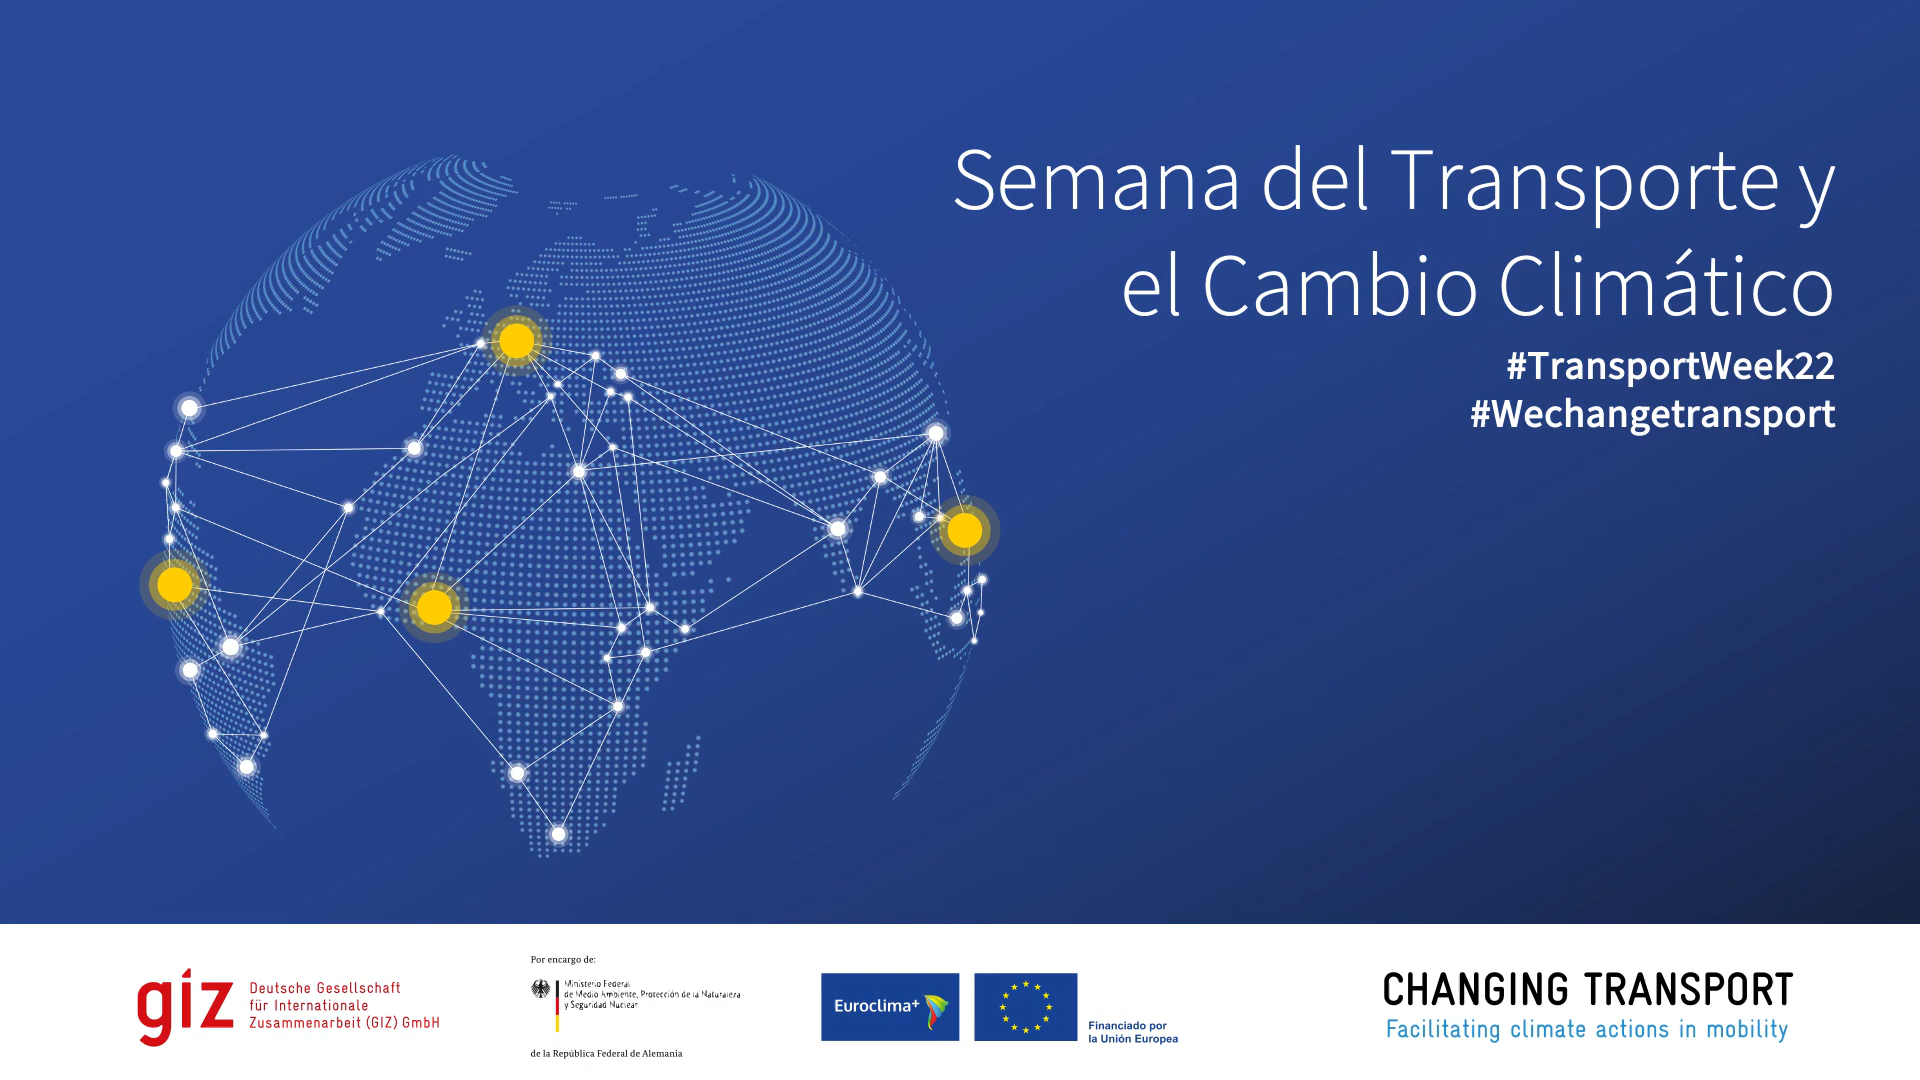 Semana del Transporte y
el Cambio Climático
#TransportWeek22
#Wechangetransport
giz
Deutsche Gesellschaft
für Internationale
Zusammenarbeit (GIZ) GmbH
Por encargo de:
Ministerio Federal
de Medio Ambiente, Protección de la Naturaleza
y Seguridad Nuclear
de la República Federal de Alemania
Euroclima+
Financiado por
la Unión Europea
CHANGING TRANSPORT
Facilitating climate actions in mobility